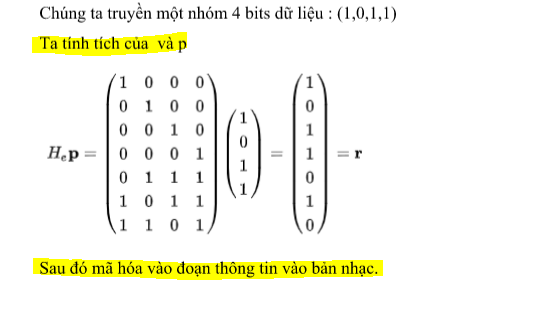 Chúng ta truyền một nhóm 4 bits dữ liệu : (1,0,1,1)
Ta tính tích của và p
1 0 0 0
0 1 0 0
0 0 1 0
0 0 0 1
0 1 1 1
1 0 1 1
1 1 0 1
Hₑp =
1
0
1
1
=
1
0
1
1
0
1
0
= r
Sau đó mã hóa vào đoạn thông tin vào bản nhạc.